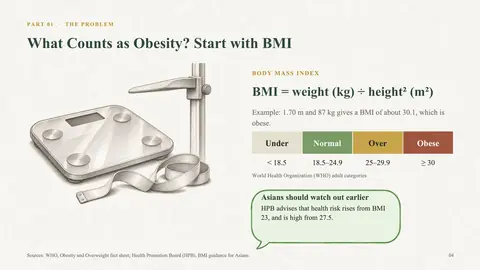 PART 01 · THE PROBLEM
What Counts as Obesity? Start with BMI
BODY MASS INDEX
BMI = weight (kg) ÷ height² (m²)
Example: 1.70 m and 87 kg gives a BMI of about 30.1, which is
obese.
Under Normal Over Obese
< 18.5 18.5–24.9 25–29.9 ≥ 30
World Health Organization (WHO) adult categories
Asians should watch out earlier
HPB advises that health risk rises from BMI
23, and is high from 27.5.
Sources: WHO, Obesity and Overweight fact sheet; Health Promotion Board (HPB), BMI guidance for Asians
04